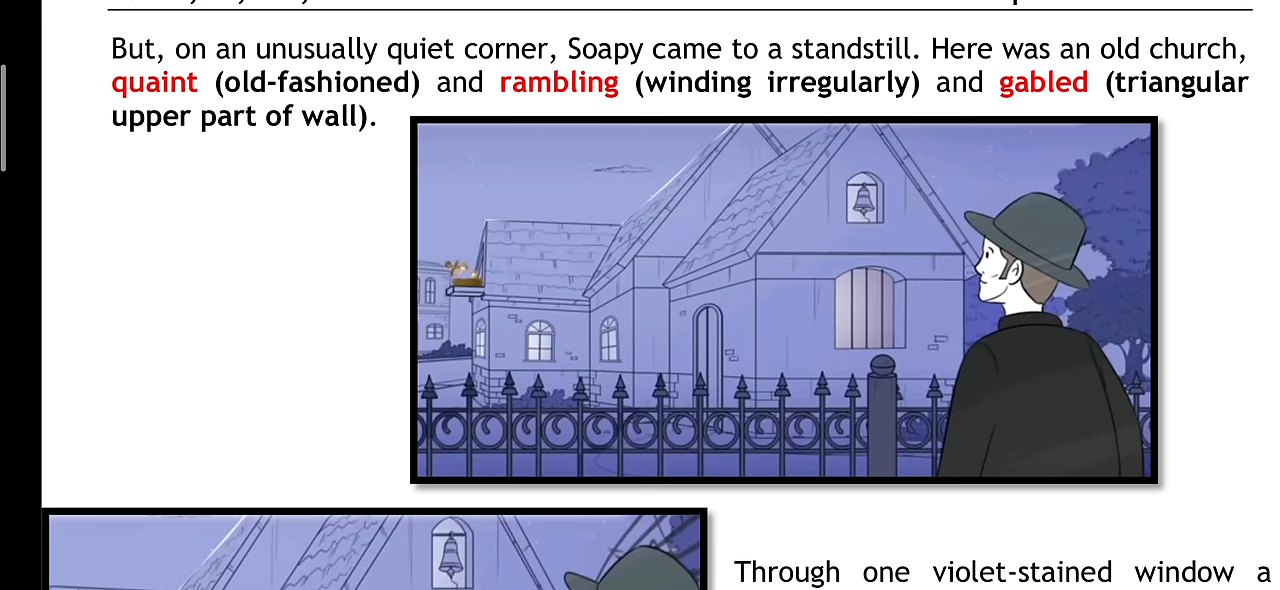 But, on an unusually quiet corner, Soapy came to a standstill. Here was an old church,
quaint (old-fashioned) and rambling (winding irregularly) and gabled (triangular
upper part of wall).
Through one violet-stained window a